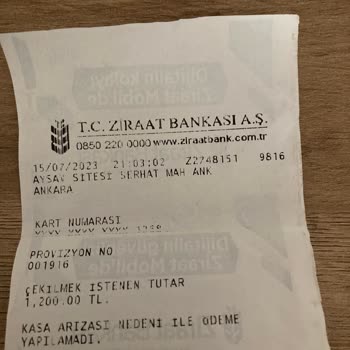 T.C. ZİRAAT BANKASI A.Ş.
0850 220 0000 www.ziraatbank.com.tr
15/07/2023 21:03:02 Z2748151 9816
AYSAV SİTESİ SERHAT MAH ANK
ANKARA
KART NUMARASI
PROVİZYON NO
001916
ÇEKİLMEK İSTENEN TUTAR
1,200.00 TL.
KASA ARIZASI NEDENİ İLE ÖDEME
YAPILAMADI.